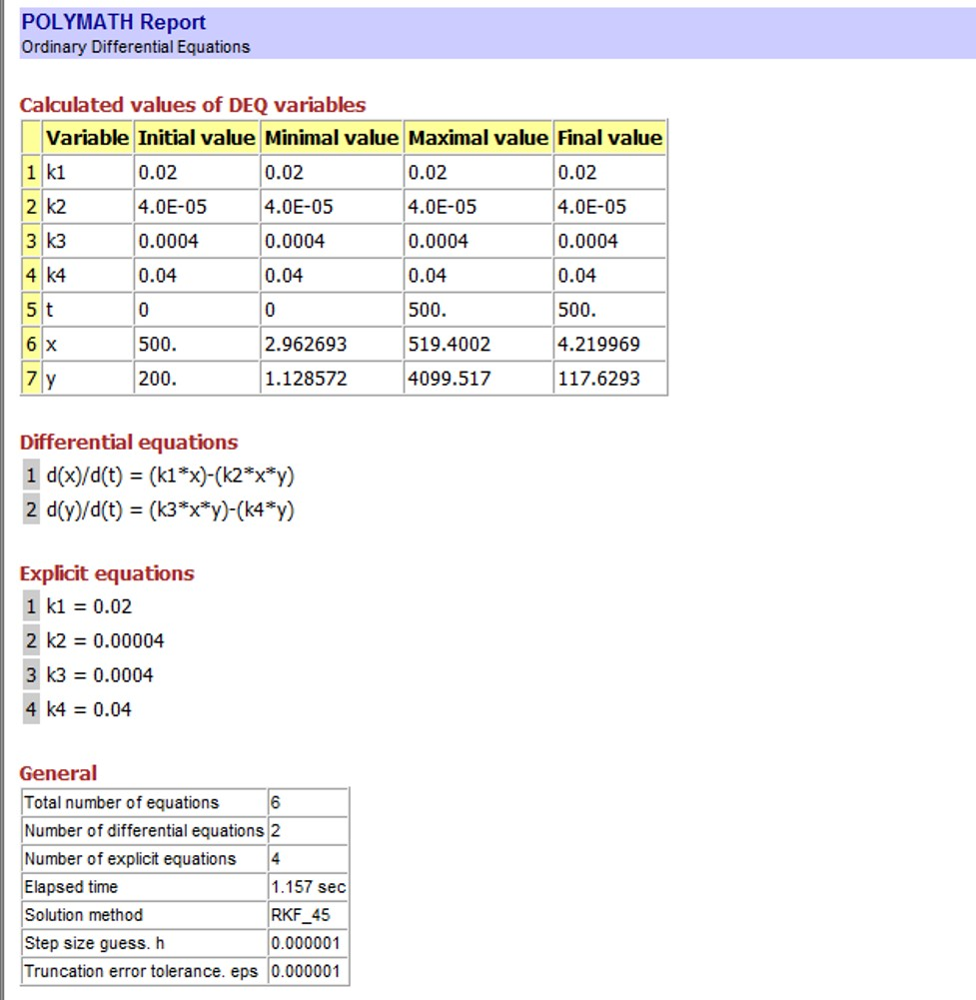 POLYMATH Report
Ordinary Differential Equations
Calculated values of DEQ variables
Variable Initial value Minimal value Maximal value Final value
1 k1 0.02 0.02 0.02 0.02
2 k2 4.0E-05 4.0E-05 4.0E-05 4.0E-05
3 k3 0.0004 0.0004 0.0004 0.0004
4 k4 0.04 0.04 0.04 0.04
5 t 0 0 500. 500.
6 x 500. 2.962693 519.4002 4.219969
7 y 200. 1.128572 4099.517 117.6293
Differential equations
1 d(x)/d(t) = (k1*x)-(k2*x*y)
2 d(y)/d(t) = (k3*x*y)-(k4*y)
Explicit equations
1 k1 = 0.02
2 k2 = 0.00004
3 k3 = 0.0004
4 k4 = 0.04
General
Total number of equations 6
Number of differential equations 2
Number of explicit equations 4
Elapsed time 1.157 sec
Solution method RKF_45
Step size guess. h 0.000001
Truncation error tolerance. eps 0.000001